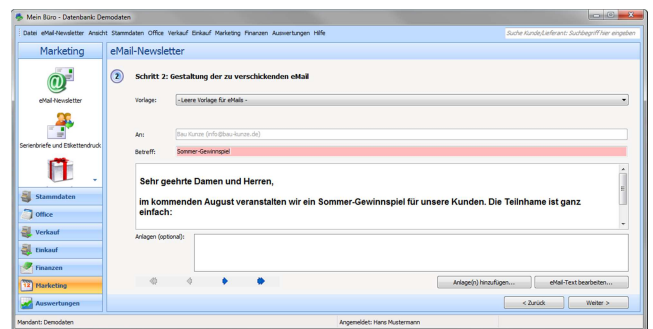 Mein Büro - Datenbank: Demodaten
Datei eMail-Newsletter Ansicht Stammdaten Office Verkauf Einkauf Marketing Finanzen Auswertungen Hilfe
Suche Kunde/Lieferant: Suchbegriff hier eingeben
Marketing
eMail-Newsletter
2
Schritt 2: Gestaltung der zu verschickenden eMail
eMail-Newsletter
Vorlage:
- Leere Vorlage für eMails -
An:
Bau Kunze (info@bau-kunze.de)
Serienbriefe und Etikettendruck
Betreff:
Sommer-Gewinnspiel
Sehr geehrte Damen und Herren,
im kommenden August veranstalten wir ein Sommer-Gewinnspiel für unsere Kunden. Die Teilnhame ist ganz
einfach:
Stammdaten
Office
Verkauf
Anlagen (optional):
Einkauf
Finanzen
12
Marketing
Anlage(n) hinzufügen...
eMail-Text bearbeiten...
Auswertungen
< Zurück
Weiter >
Mandant: Demodaten
Angemeldet: Hans Mustermann